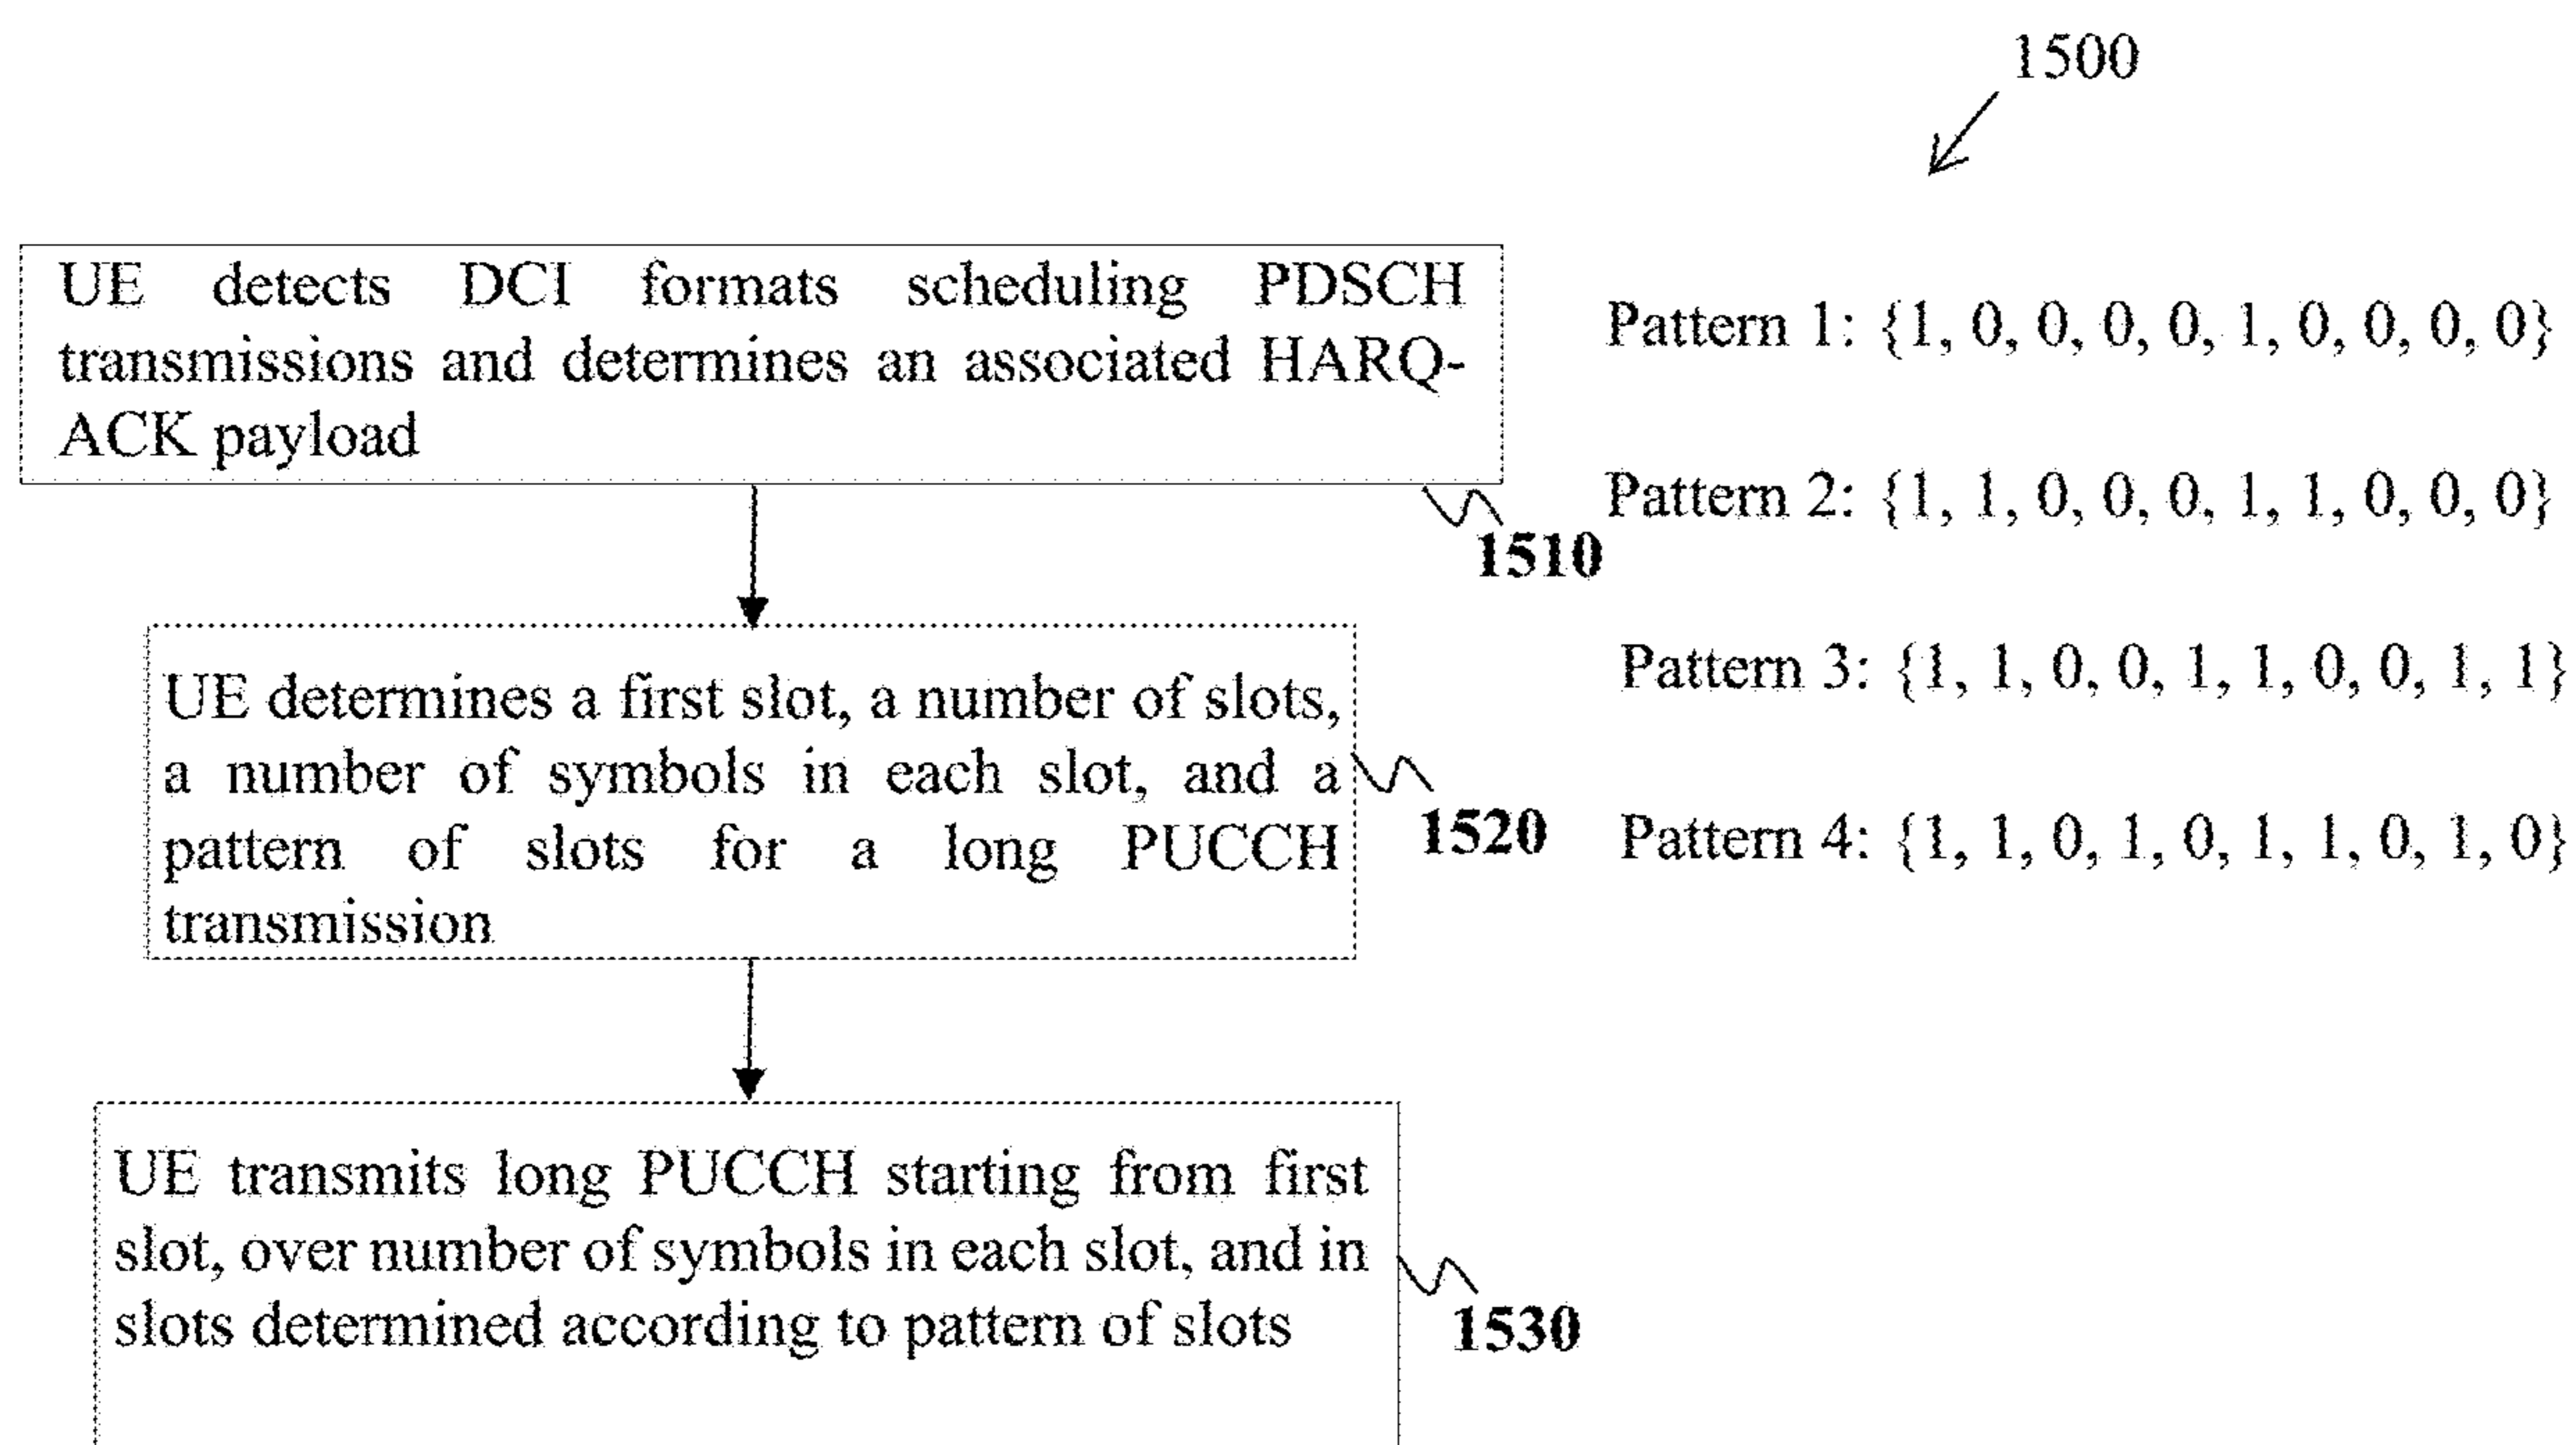 1500
UE detects DCI formats scheduling PDSCH
transmissions and determines an associated HARQ-
ACK payload
1510
Pattern 1: {1, 0, 0, 0, 0, 1, 0, 0, 0, 0}
Pattern 2: {1, 1, 0, 0, 0, 1, 1, 0, 0, 0}
Pattern 3: {1, 1, 0, 0, 1, 1, 0, 0, 1, 1}
Pattern 4: {1, 1, 0, 1, 0, 1, 1, 0, 1, 0}
UE determines a first slot, a number of slots,
a number of symbols in each slot, and a
pattern of slots for a long PUCCH
transmission
1520
UE transmits long PUCCH starting from first
slot, over number of symbols in each slot, and in
slots determined according to pattern of slots
1530